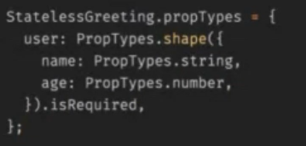 StatelessGreeting.propTypes = {
  user: PropTypes.shape({
    name: PropTypes.string,
    age: PropTypes.number,
  }).isRequired,
};